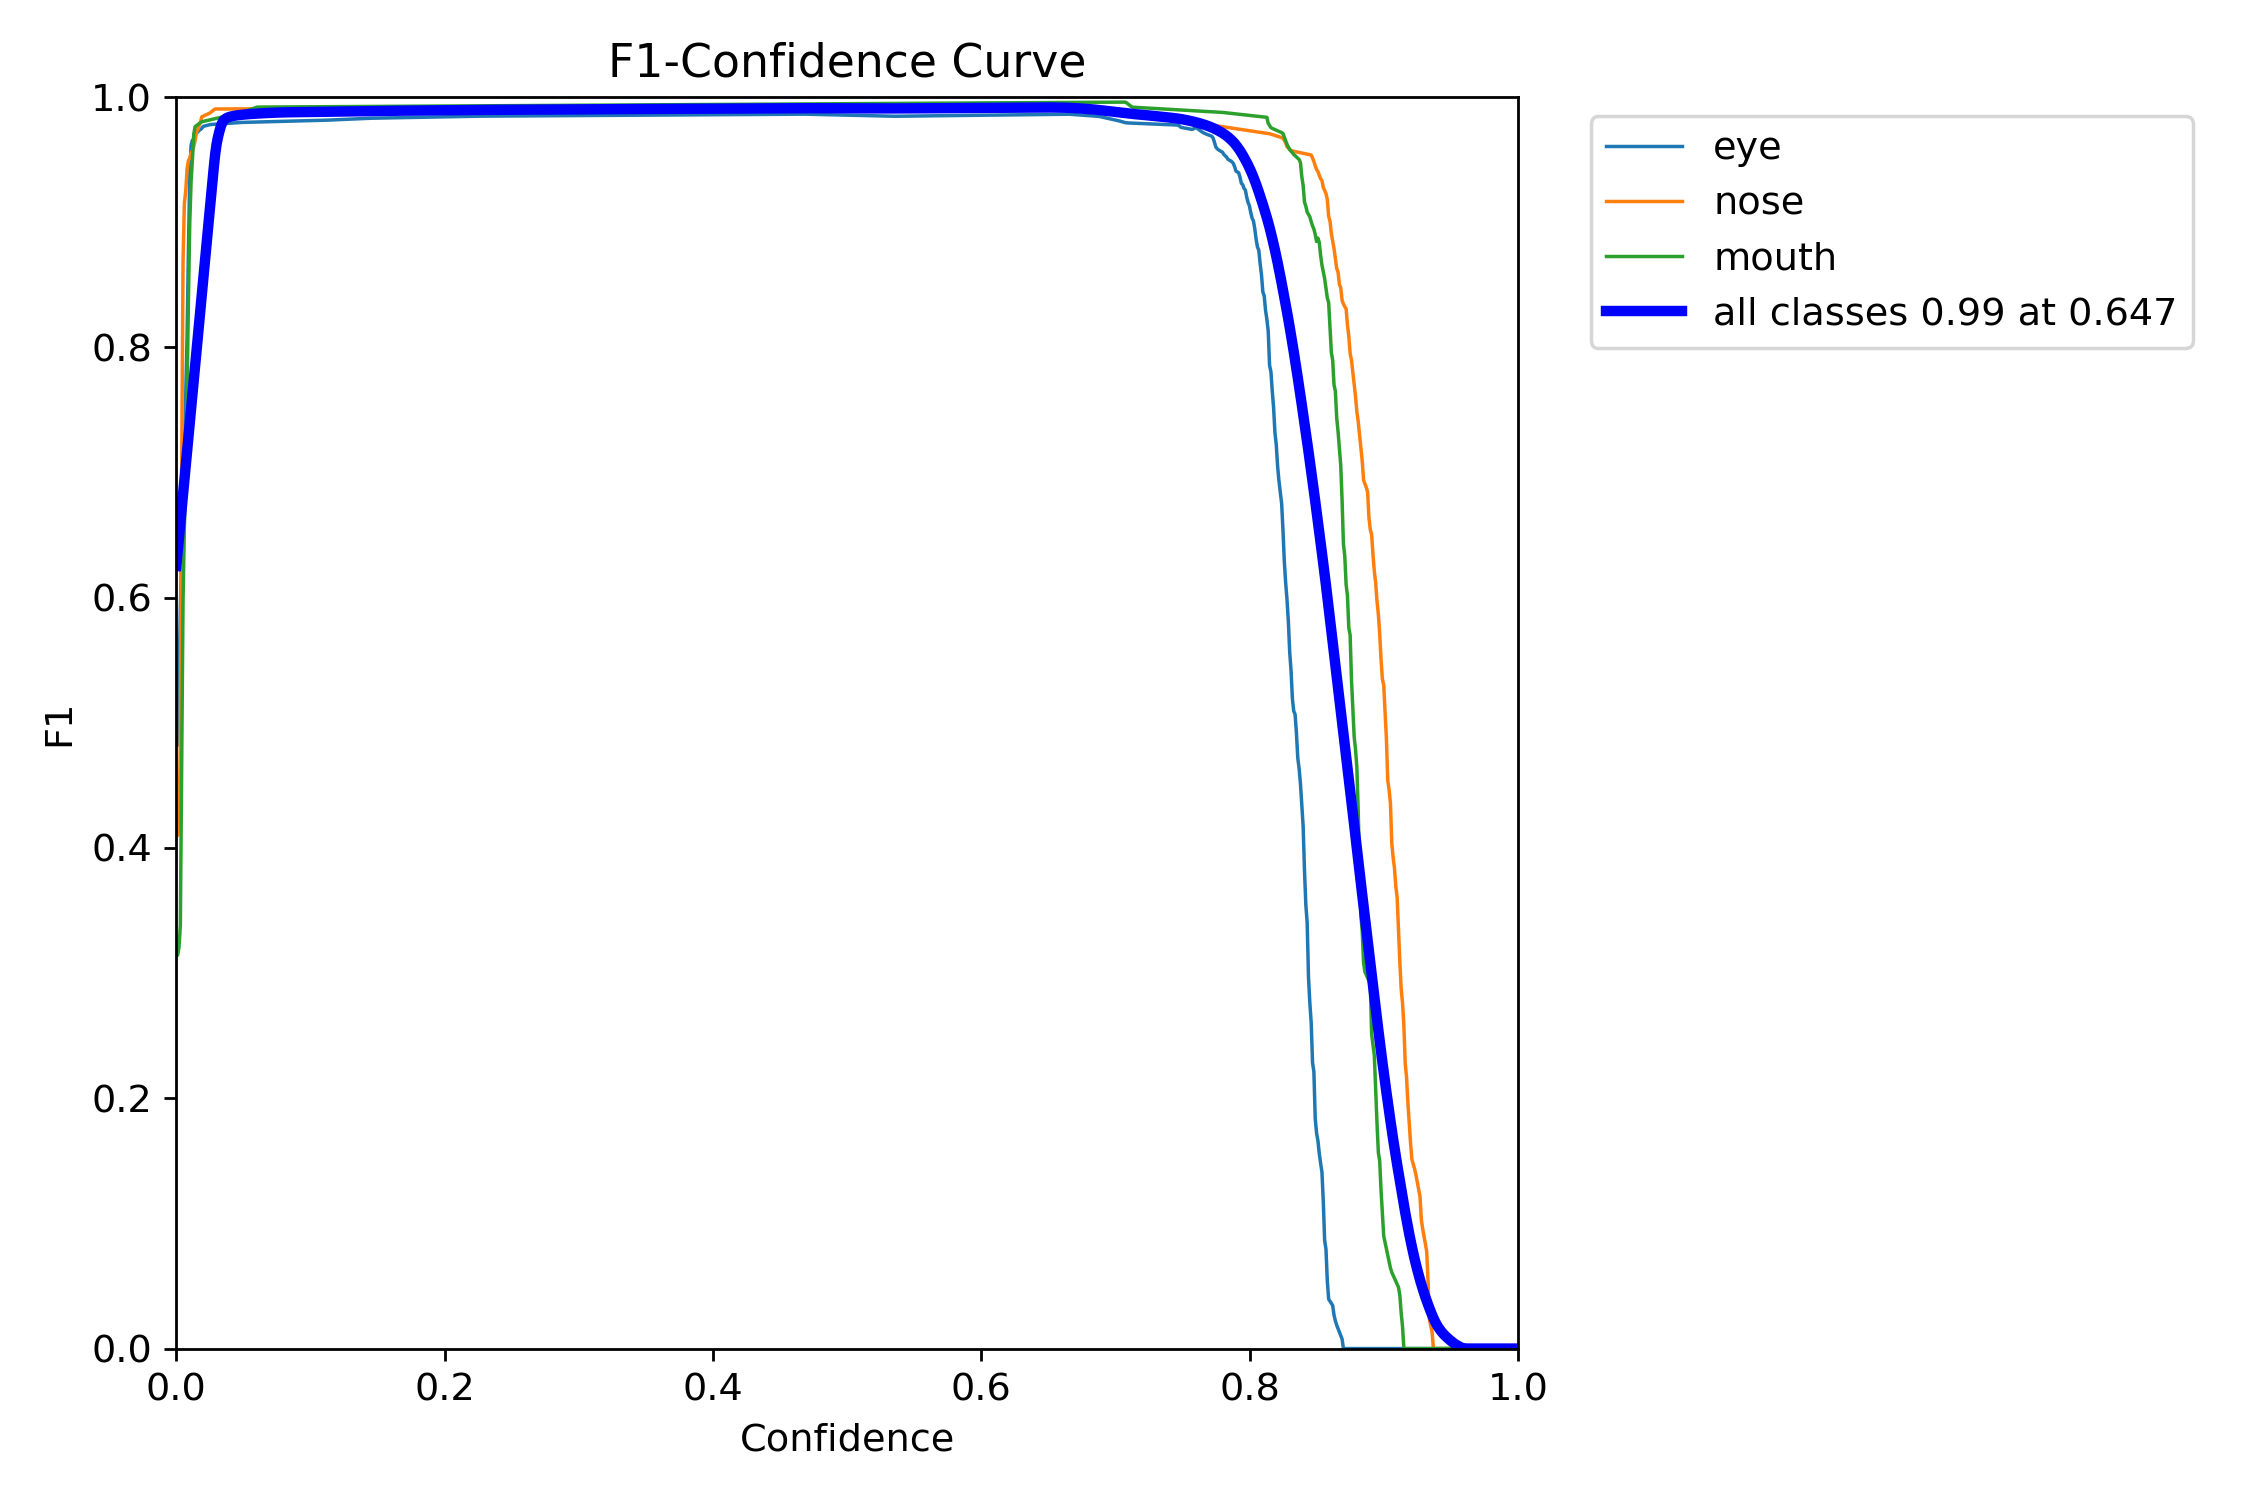 F1-Confidence Curve
1.0
0.8
0.6
0.4
0.2
0.0
F1
0.0 0.2 0.4 0.6 0.8 1.0
Confidence
eye
nose
mouth
all classes 0.99 at 0.647